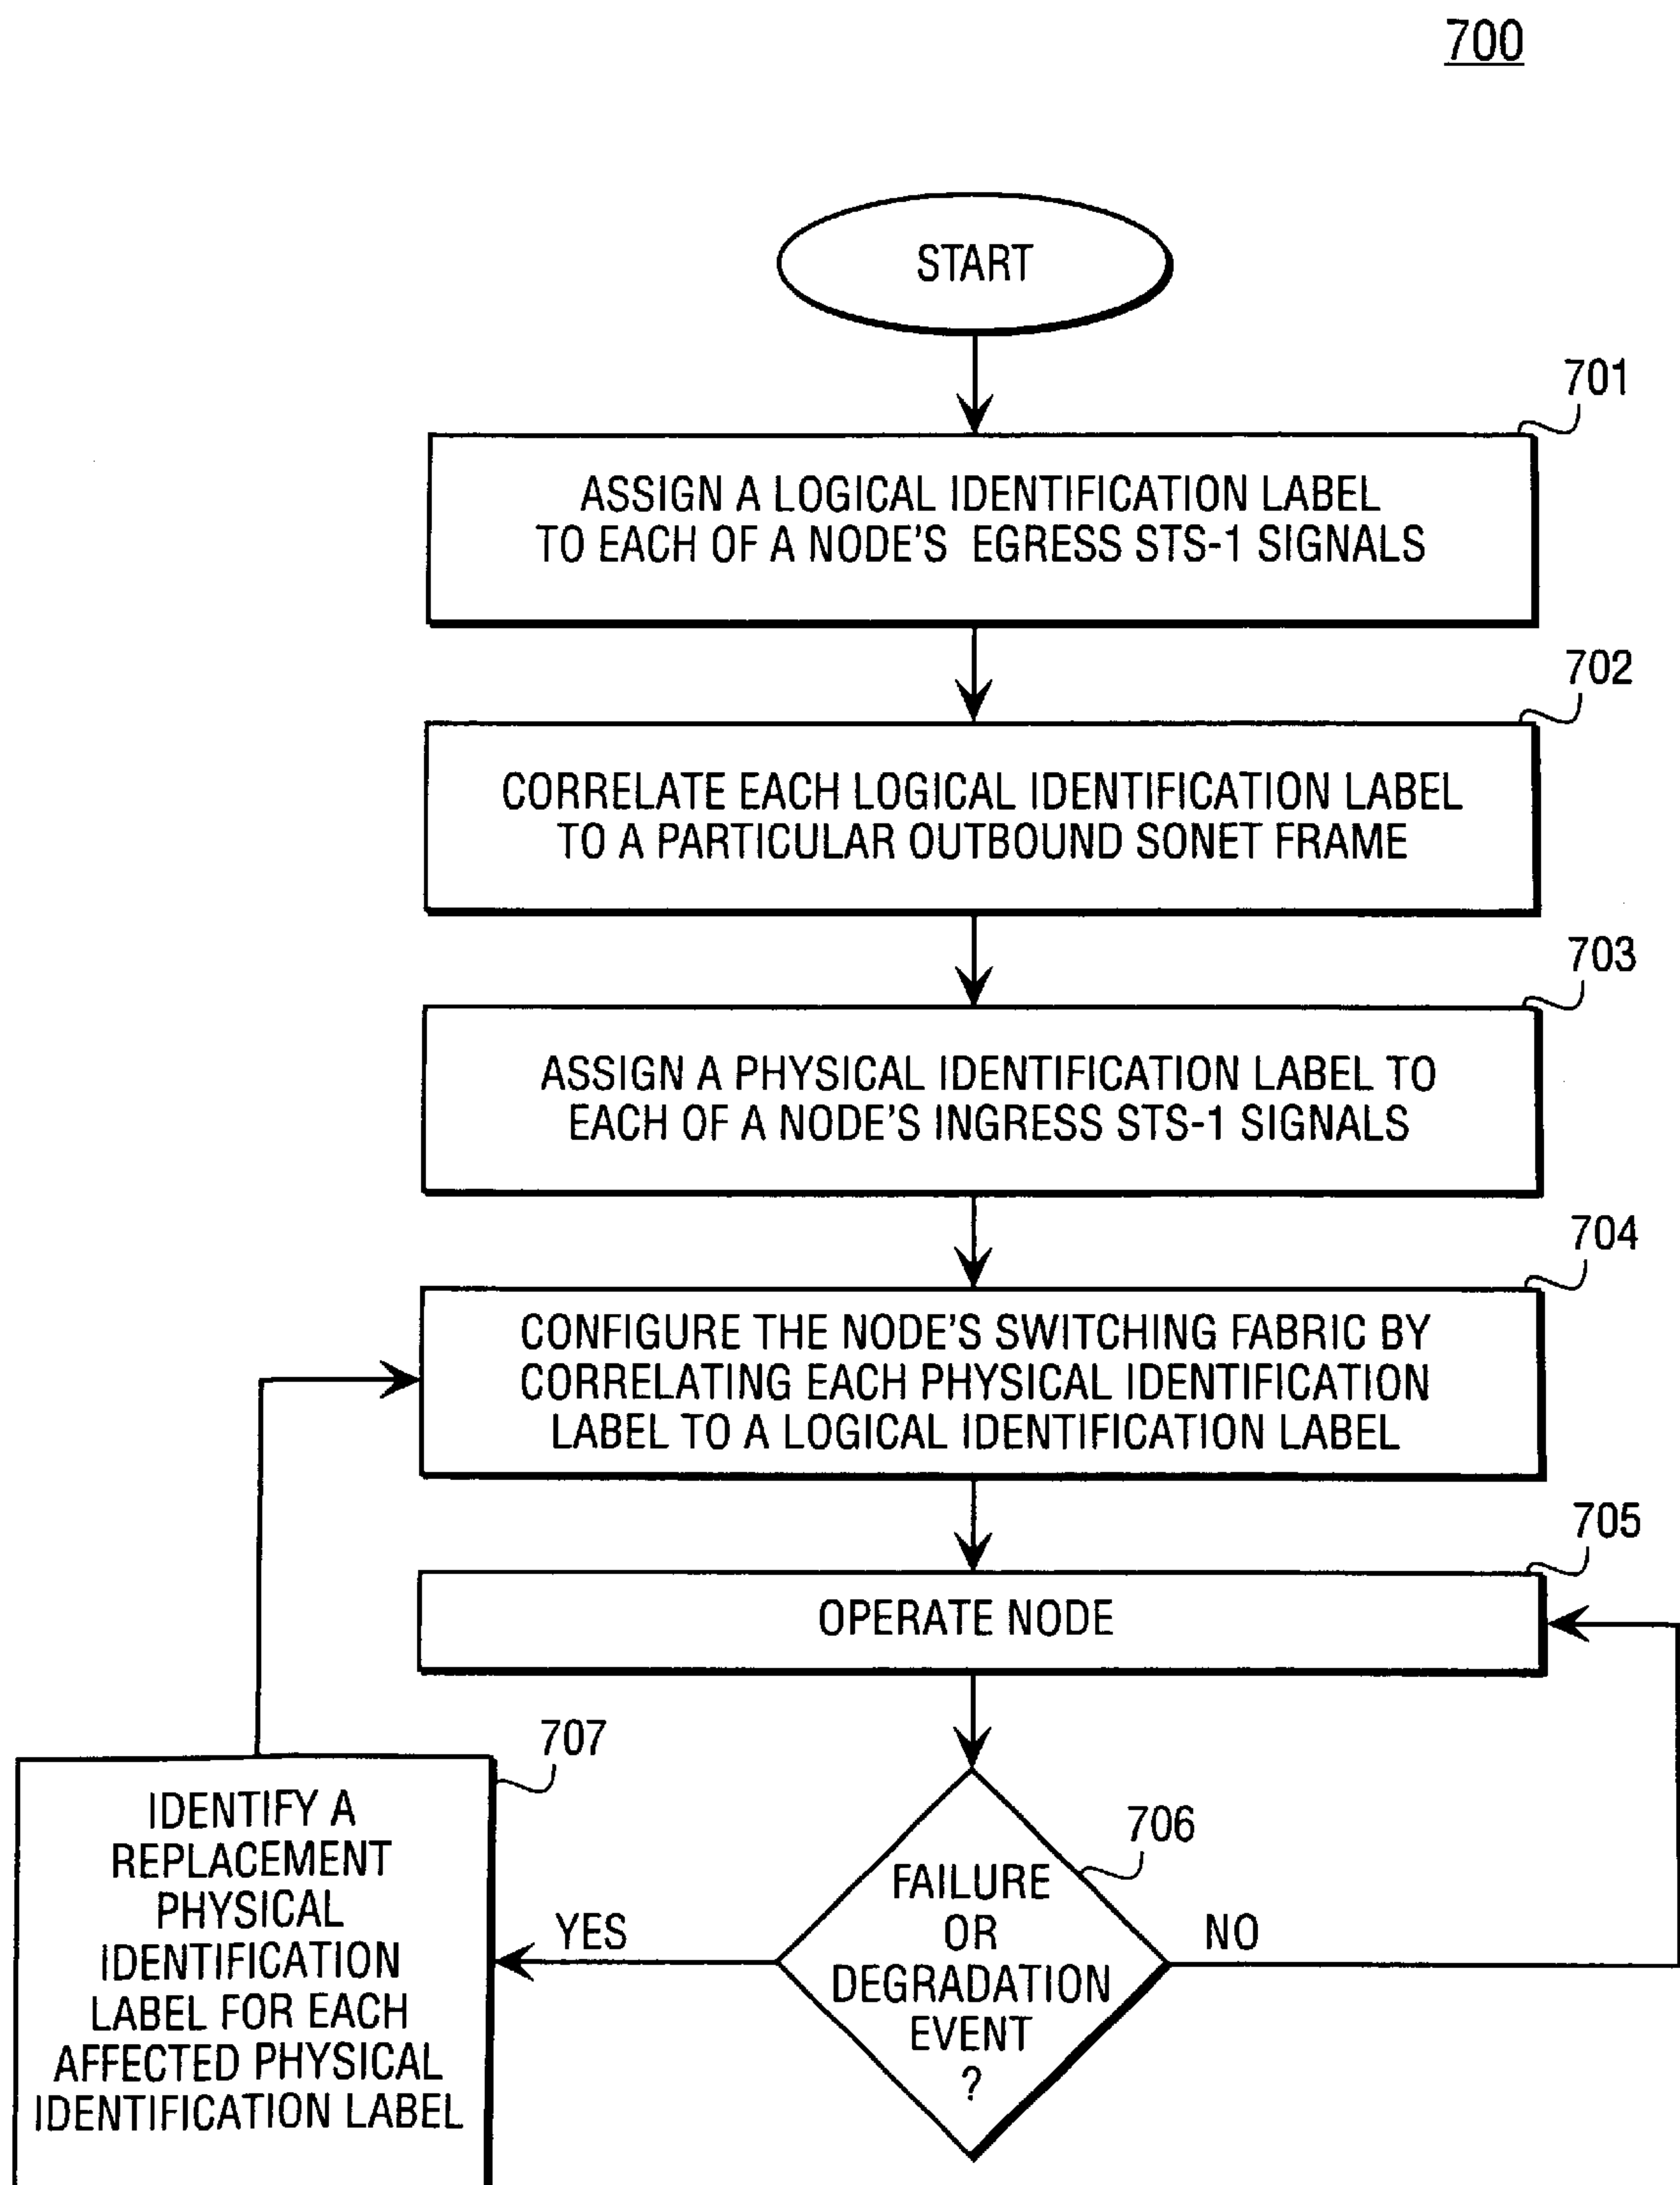 700
START
701
ASSIGN A LOGICAL IDENTIFICATION LABEL
TO EACH OF A NODE'S EGRESS STS-1 SIGNALS
702
CORRELATE EACH LOGICAL IDENTIFICATION LABEL
TO A PARTICULAR OUTBOUND SONET FRAME
703
ASSIGN A PHYSICAL IDENTIFICATION LABEL TO
EACH OF A NODE'S INGRESS STS-1 SIGNALS
704
CONFIGURE THE NODE'S SWITCHING FABRIC BY
CORRELATING EACH PHYSICAL IDENTIFICATION
LABEL TO A LOGICAL IDENTIFICATION LABEL
705
OPERATE NODE
706
FAILURE
OR
DEGRADATION
EVENT
?
YES
NO
707
IDENTIFY A
REPLACEMENT
PHYSICAL
IDENTIFICATION
LABEL FOR EACH
AFFECTED PHYSICAL
IDENTIFICATION LABEL